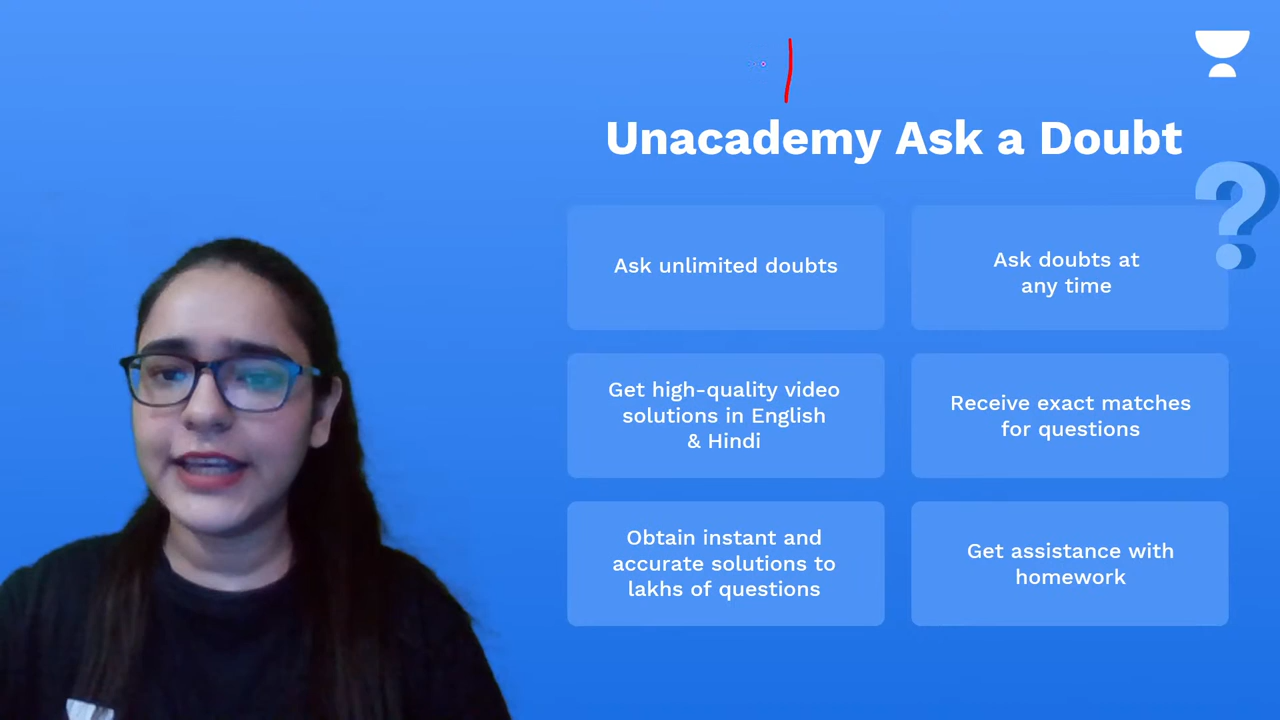 Unacademy Ask a Doubt
Ask unlimited doubts
Ask doubts at
any time
Get high-quality video
solutions in English
& Hindi
Receive exact matches
for questions
Obtain instant and
accurate solutions to
lakhs of questions
Get assistance with
homework